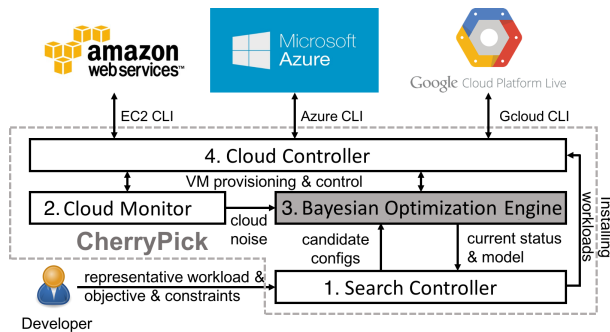 amazon
webservices™
Microsoft
Azure
Google Cloud Platform Live
EC2 CLI
Azure CLI
Gcloud CLI
4. Cloud Controller
VM provisioning & control
2. Cloud Monitor
3. Bayesian Optimization Engine
cloud
noise
CherryPick
candidate
configs
current status
& model
Installing
workloads
representative workload &
objective & constraints
1. Search Controller
Developer